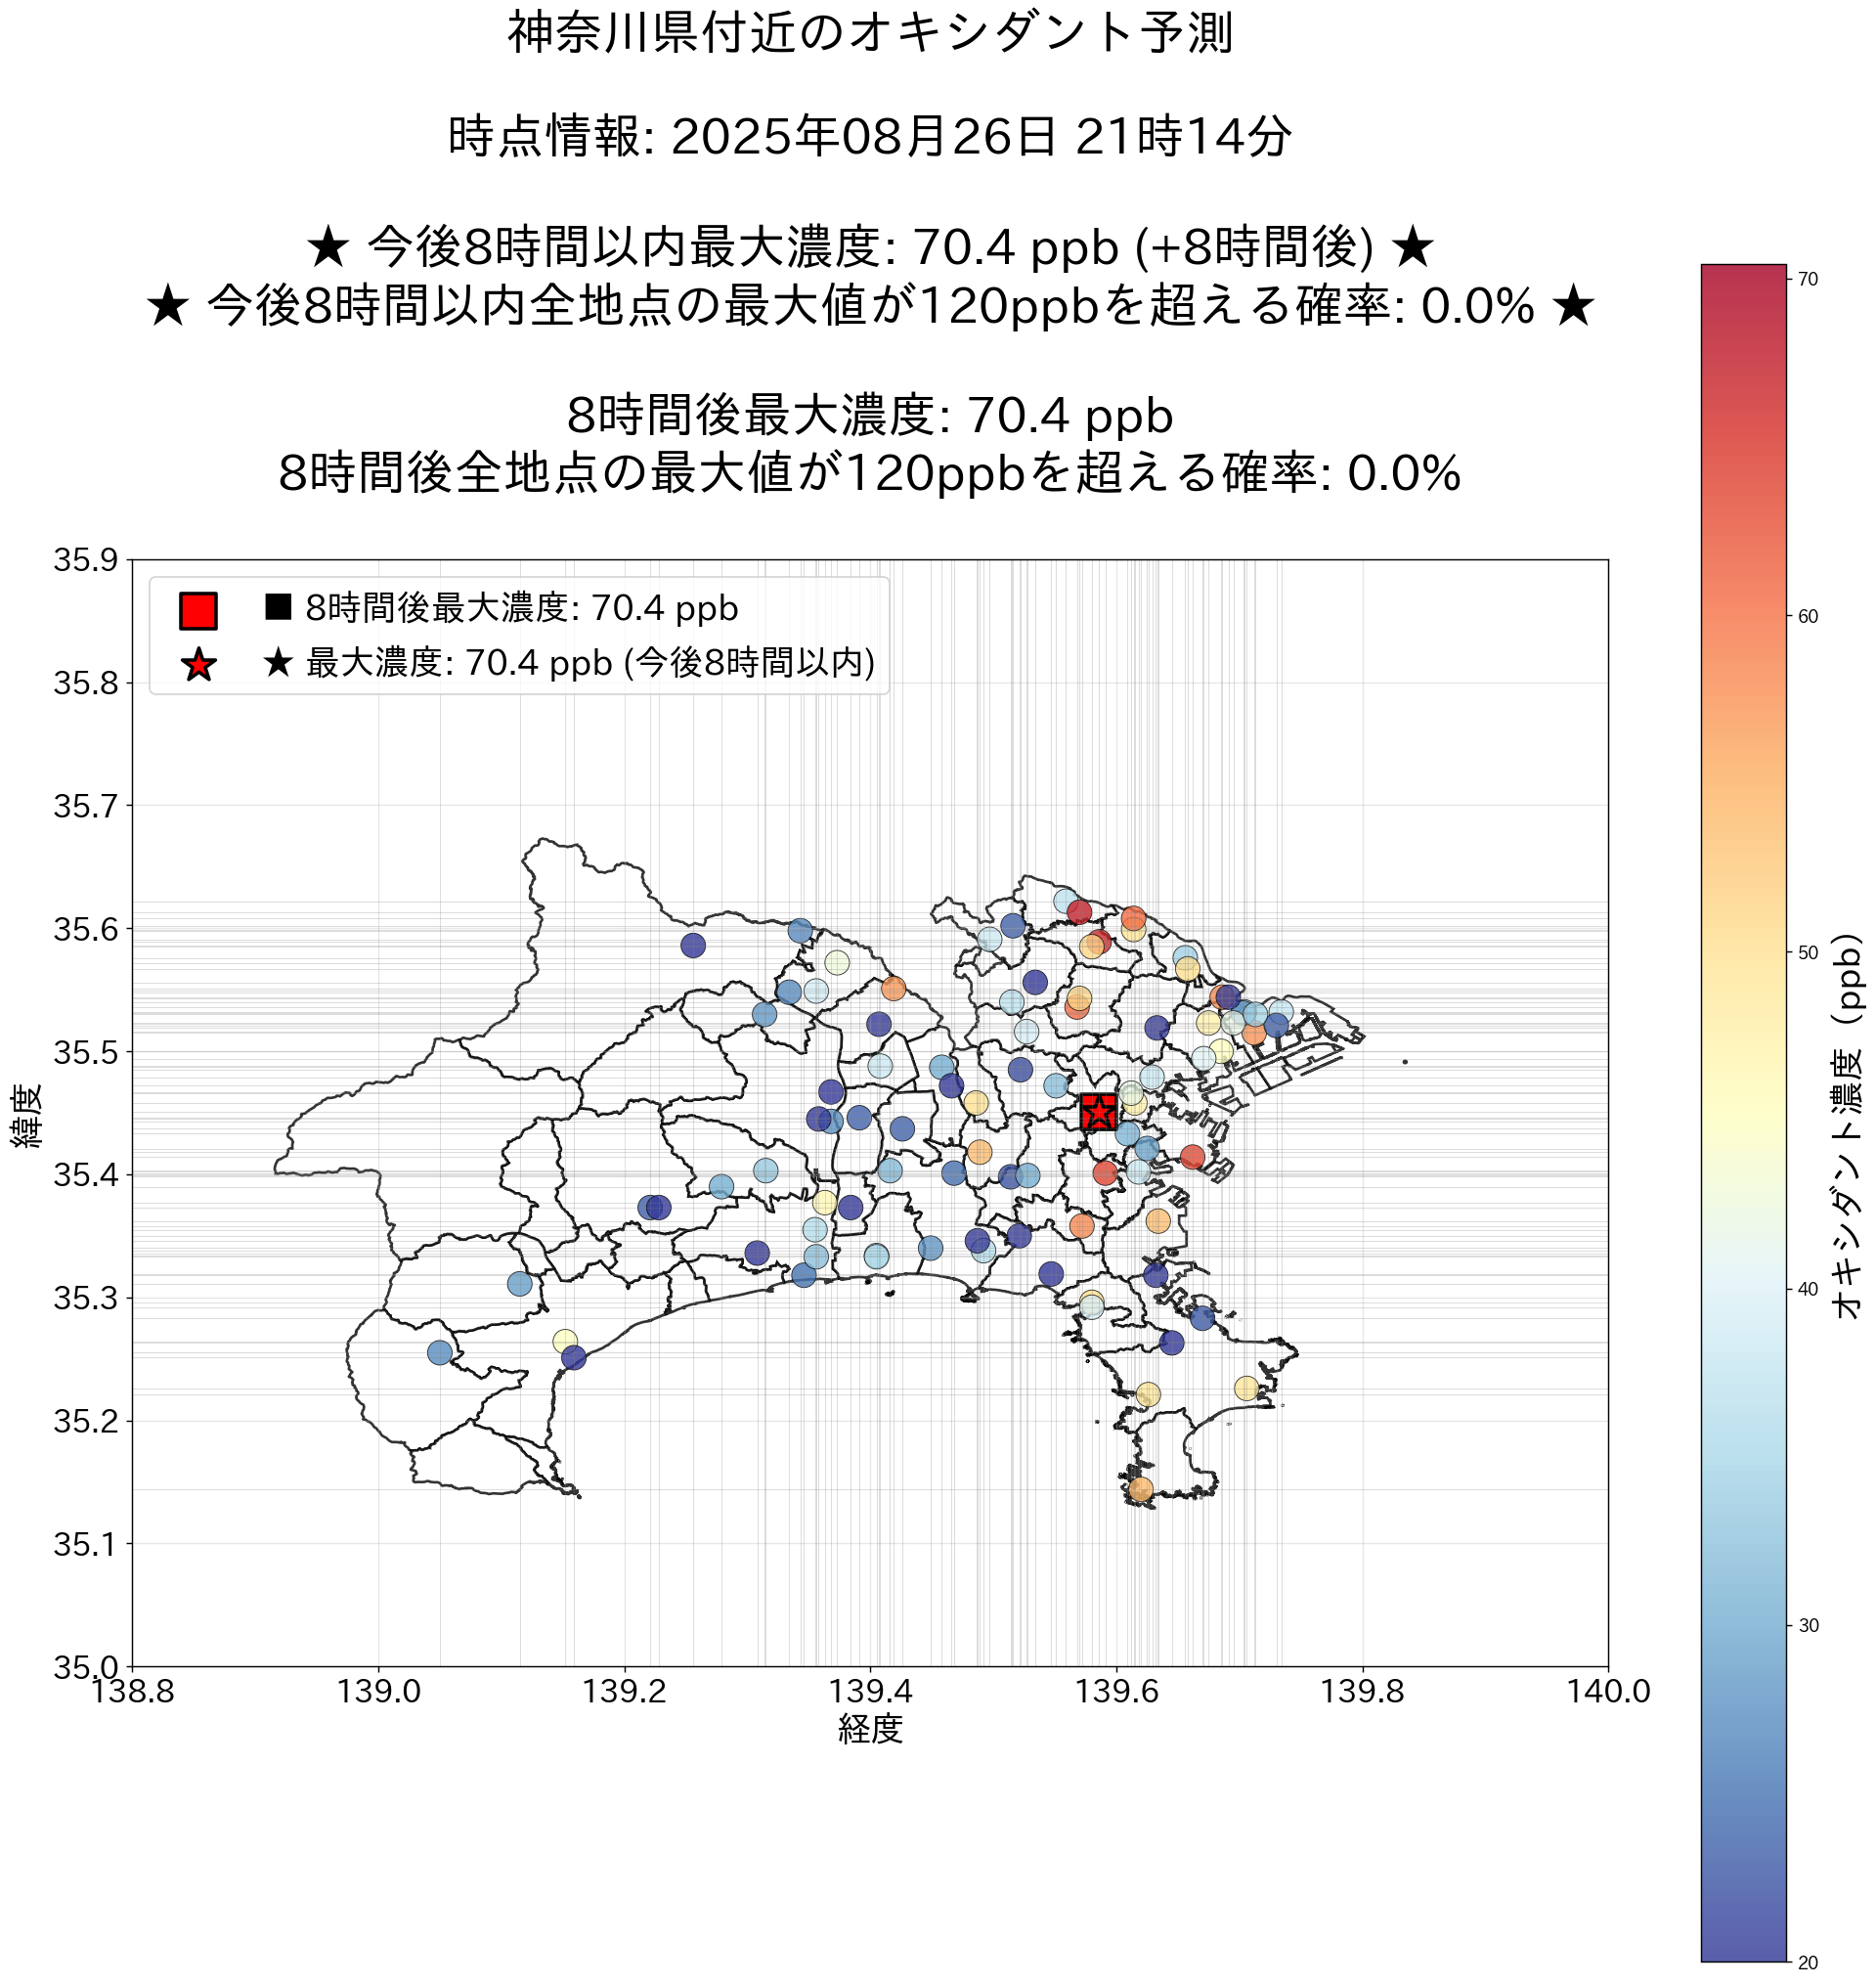 神奈川県付近のオキシダント予測
時点情報: 2025年08月26日 21時14分
★ 今後8時間以内最大濃度: 70.4 ppb (+8時間後) ★
★ 今後8時間以内全地点の最大値が120ppbを超える確率: 0.0% ★
8時間後最大濃度: 70.4 ppb
8時間後全地点の最大値が120ppbを超える確率: 0.0%
■ 8時間後最大濃度: 70.4 ppb
★ 最大濃度: 70.4 ppb (今後8時間以内)
35.9
35.8
35.7
35.6
35.5
35.4
35.3
35.2
35.1
35.0
緯度
138.8
139.0
139.2
139.4
139.6
139.8
140.0
経度
70
60
50
40
30
20
オキシダント濃度（ppb）